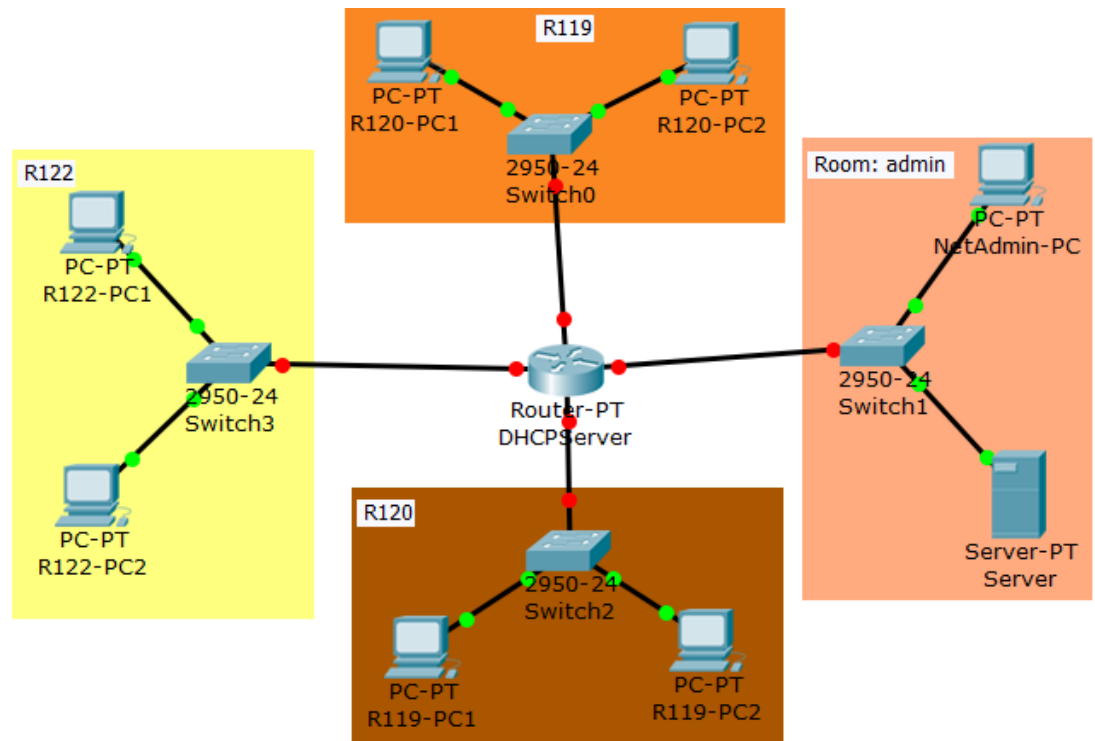 R119
PC-PT
R120-PC1
PC-PT
R120-PC2
2950-24
Switch0
R122
PC-PT
R122-PC1
2950-24
Switch3
PC-PT
R122-PC2
Room: admin
PC-PT
NetAdmin-PC
2950-24
Switch1
Server-PT
Server
Router-PT
DHCPServer
R120
2950-24
Switch2
PC-PT
R119-PC1
PC-PT
R119-PC2